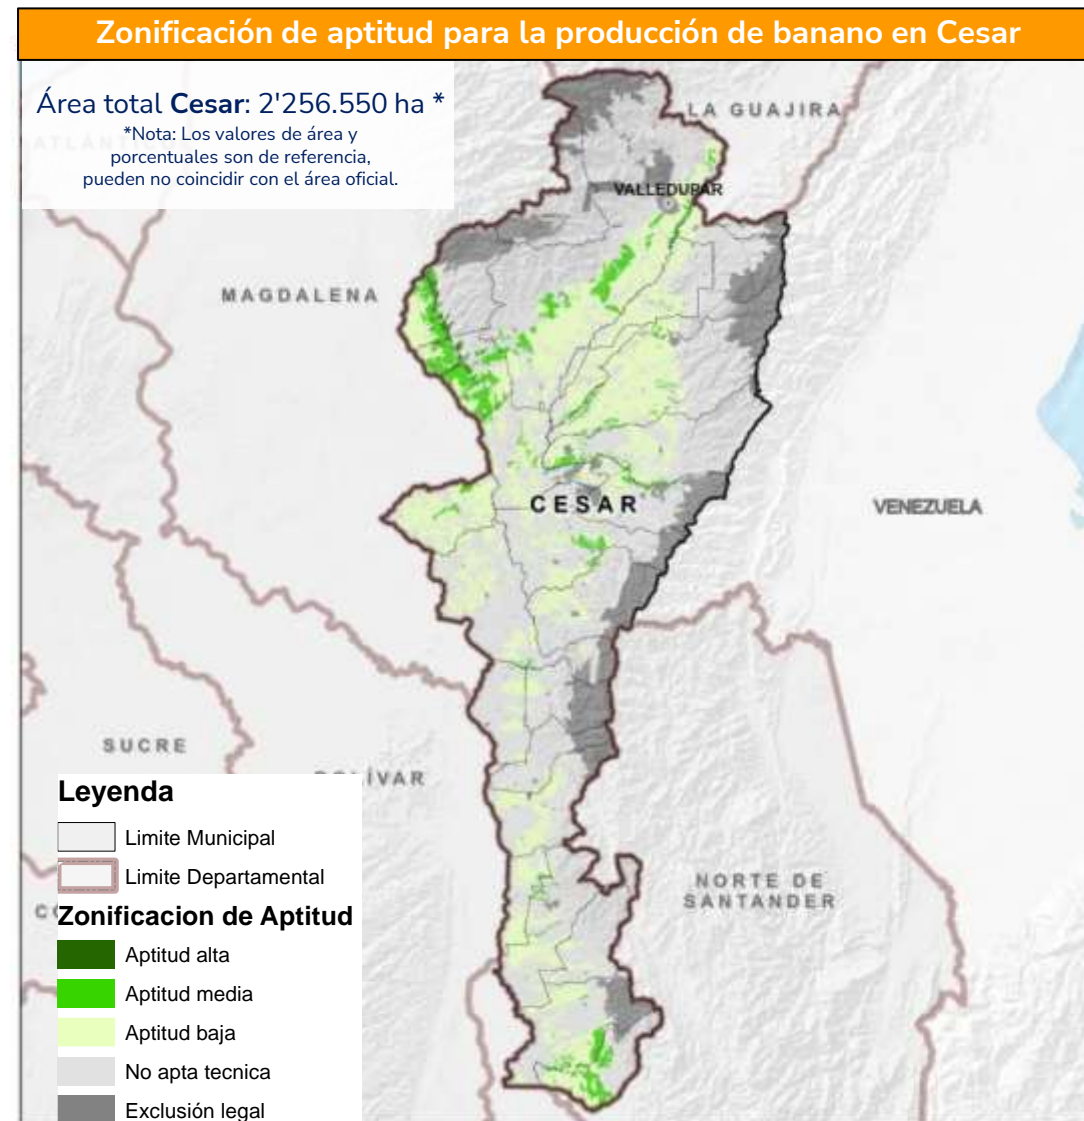 Zonificación de aptitud para la producción de banano en Cesar
Área total Cesar: 2'256.550 ha *
*Nota: Los valores de área y
porcentuales son de referencia,
pueden no coincidir con el área oficial.
LA GUAJIRA
VALLEDUPAR
MAGDALENA
CESAR
VENEZUELA
SUCRE
NORTE DE
SANTANDER
Leyenda
Limite Municipal
Limite Departamental
Zonificacion de Aptitud
Aptitud alta
Aptitud media
Aptitud baja
No apta tecnica
Exclusión legal